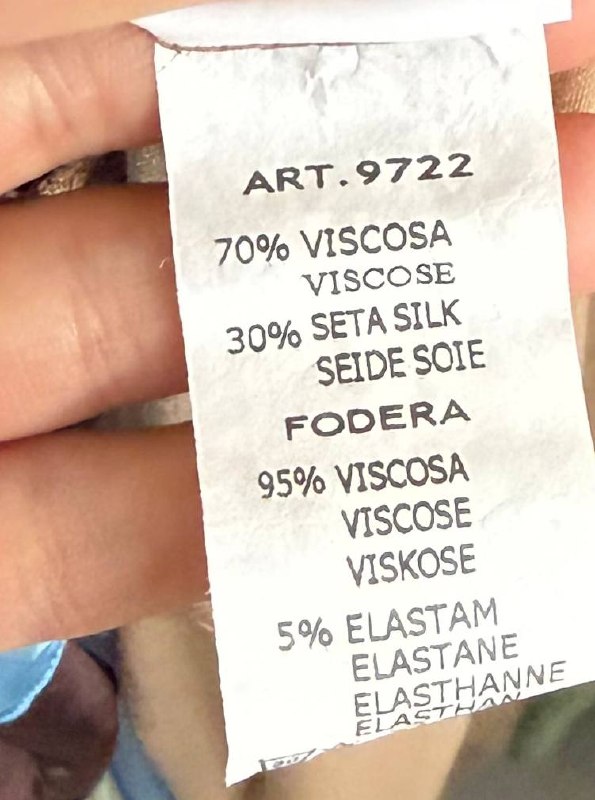 ART.9722
70% VISCOSA
VISCOSE
30% SETA SILK
SEIDE SOIE
FODERA
95% VISCOSA
VISCOSE
VISKOSE
5% ELASTAM
ELASTANE
ELASTHANNE
ELASTHAN